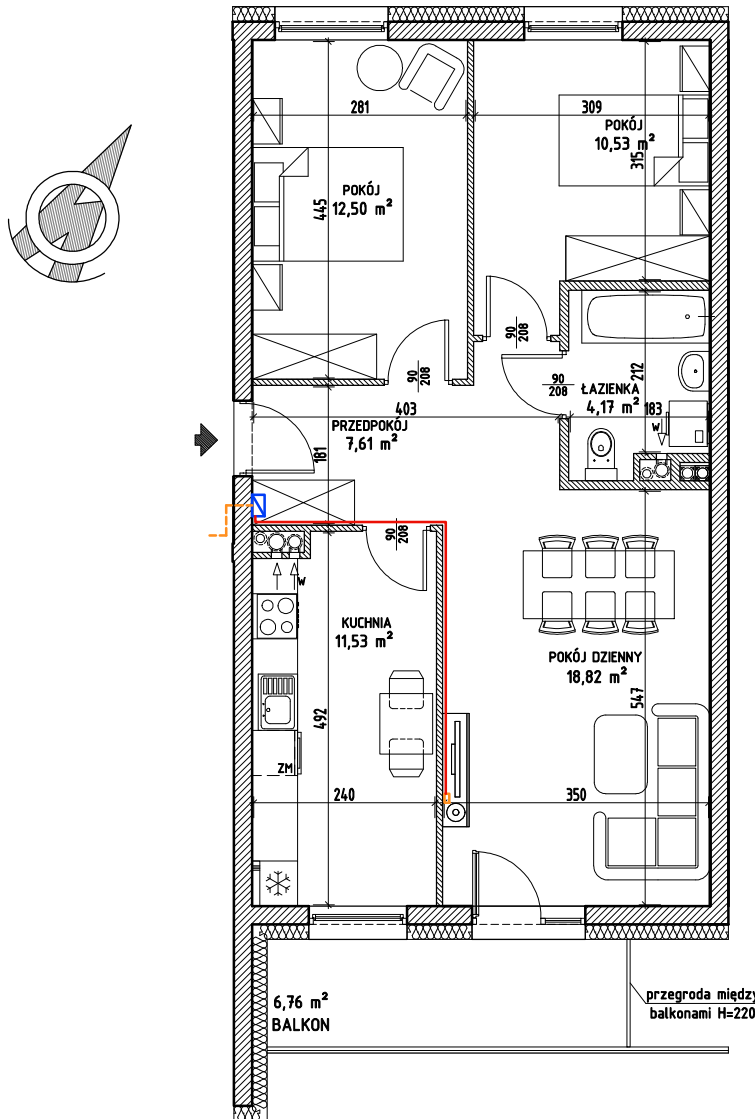 281
309
POKÓJ
10,53 m²
315
POKÓJ
12,50 m²
445
90
208
90
208
90
208
212
ŁAZIENKA
4,17 m²
183
W
403
PRZEDPOKÓJ
7,61 m²
181
90
208
W
KUCHNIA
11,53 m²
492
POKÓJ DZIENNY
18,82 m²
547
ZM
240
350
6,76 m²
BALKON
przegroda między
balkonami H=220